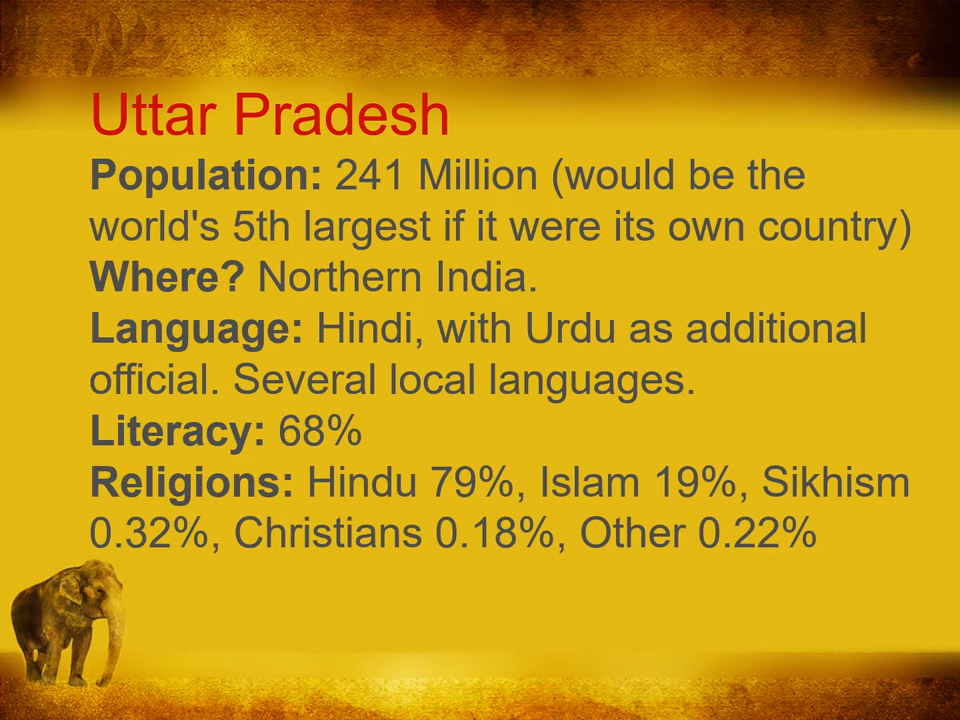 Uttar Pradesh
Population: 241 Million (would be the
world's 5th largest if it were its own country)
Where? Northern India.
Language: Hindi, with Urdu as additional
official. Several local languages.
Literacy: 68%
Religions: Hindu 79%, Islam 19%, Sikhism
0.32%, Christians 0.18%, Other 0.22%